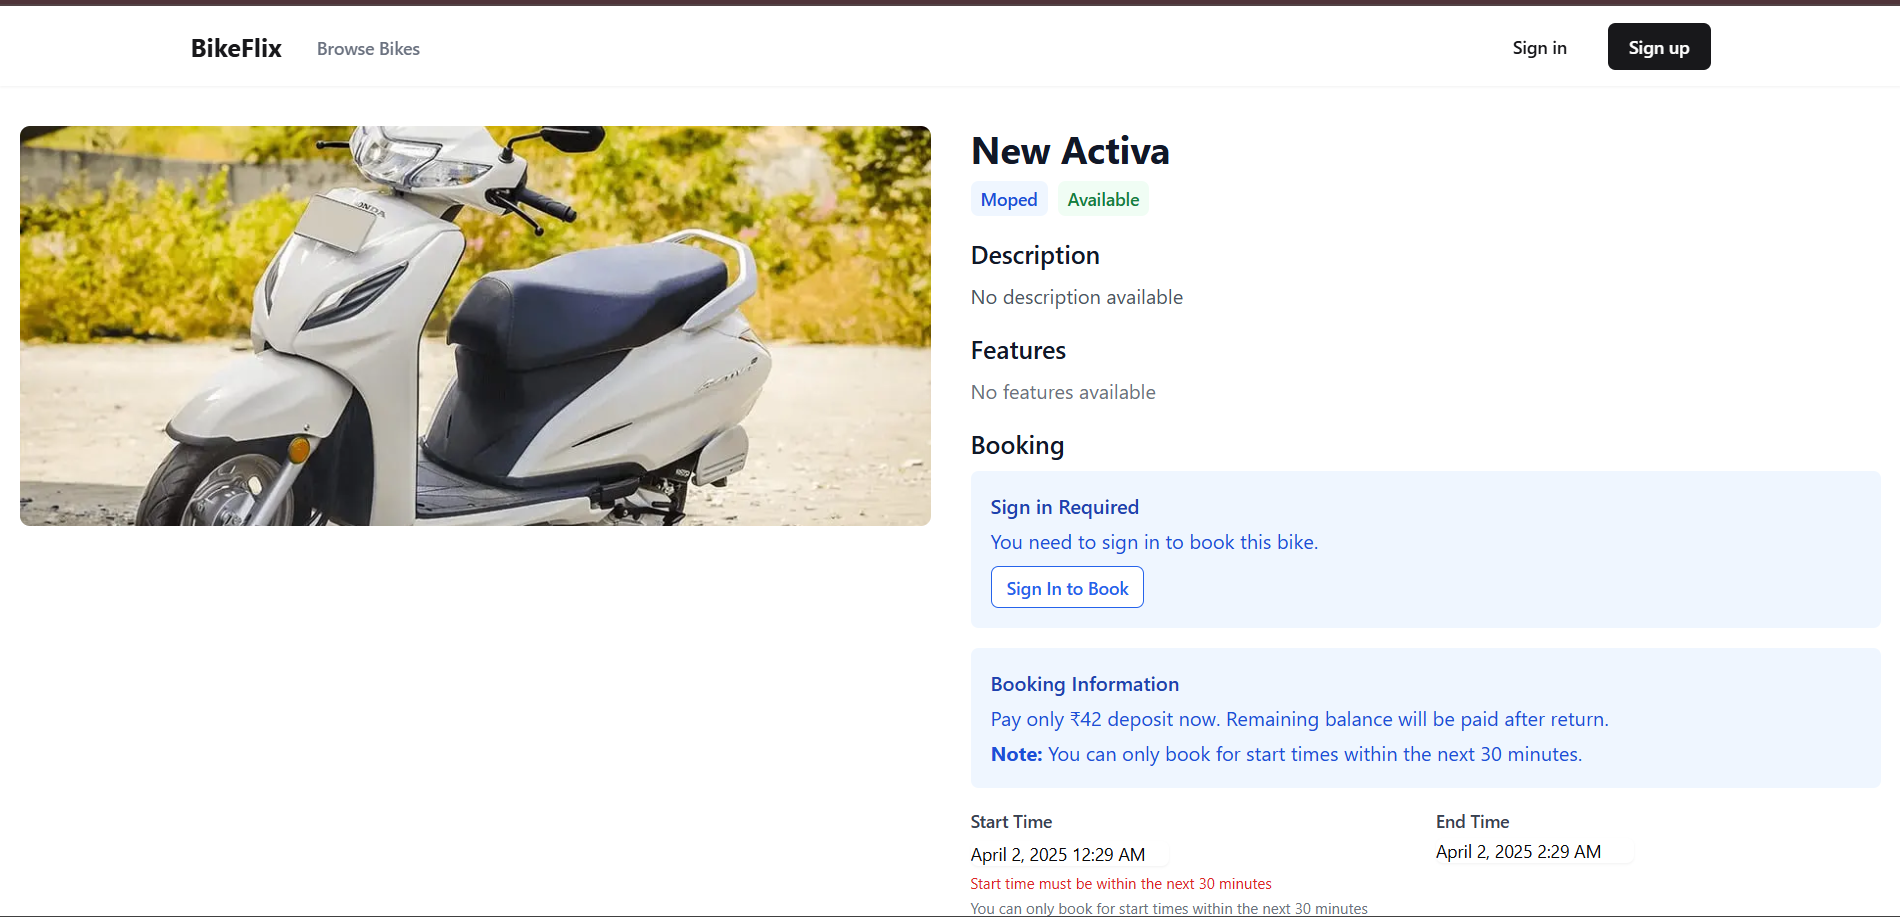 BikeFlix
Browse Bikes
Sign in
Sign up
HONDA
New Activa
Moped
Available
Description
No description available
Features
No features available
Booking
Sign in Required
You need to sign in to book this bike.
Sign In to Book
Booking Information
Pay only ₹42 deposit now. Remaining balance will be paid after return.
Note: You can only book for start times within the next 30 minutes.
Start Time
April 2, 2025 12:29 AM
Start time must be within the next 30 minutes
You can only book for start times within the next 30 minutes
End Time
April 2, 2025 2:29 AM